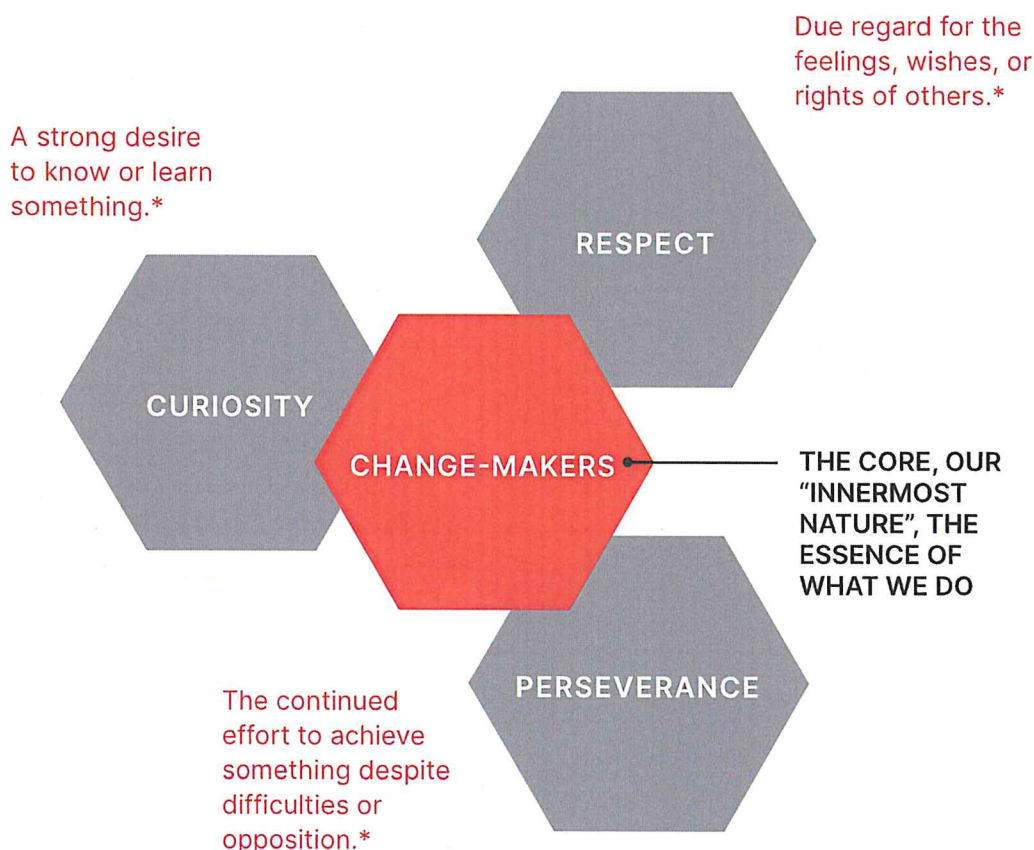 Due regard for the
feelings, wishes, or
rights of others.*
A strong desire
to know or learn
something.*
RESPECT
CURIOSITY
CHANGE-MAKERS
THE CORE, OUR
"INNERMOST
NATURE", THE
ESSENCE OF
WHAT WE DO
PERSEVERANCE
The continued
effort to achieve
something despite
difficulties or
opposition.*